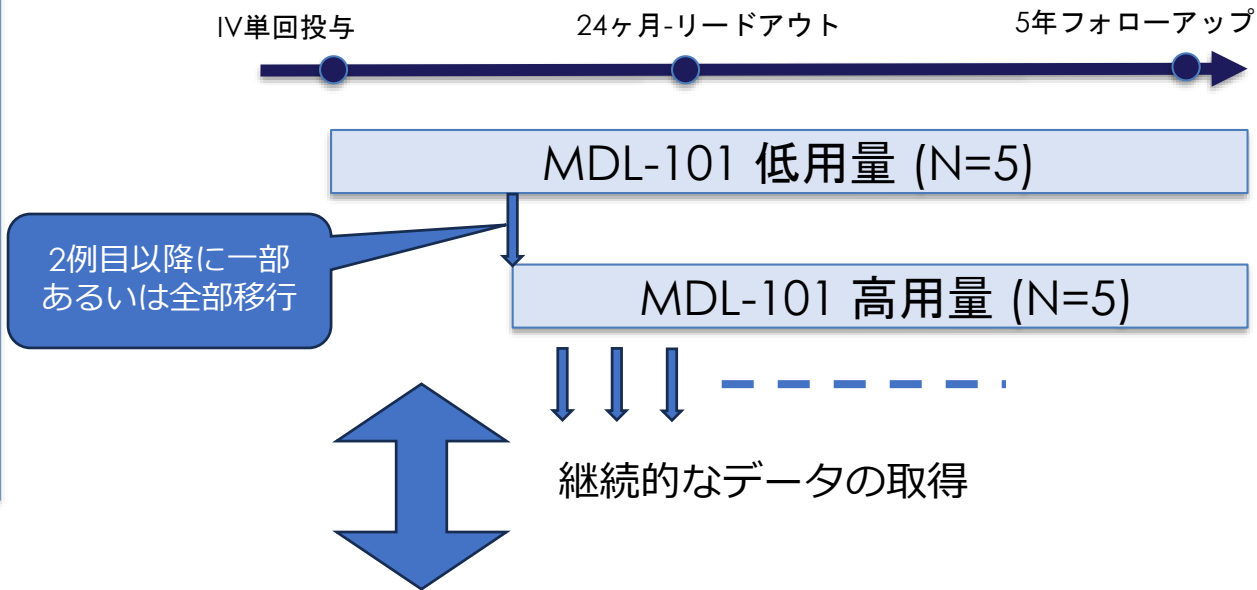 IV単回投与
24ヶ月-リードアウト
5年フォローアップ
MDL-101 低用量 (N=5)
2例目以降に一部
あるいは全部移行
MDL-101 高用量 (N=5)
継続的なデータの取得